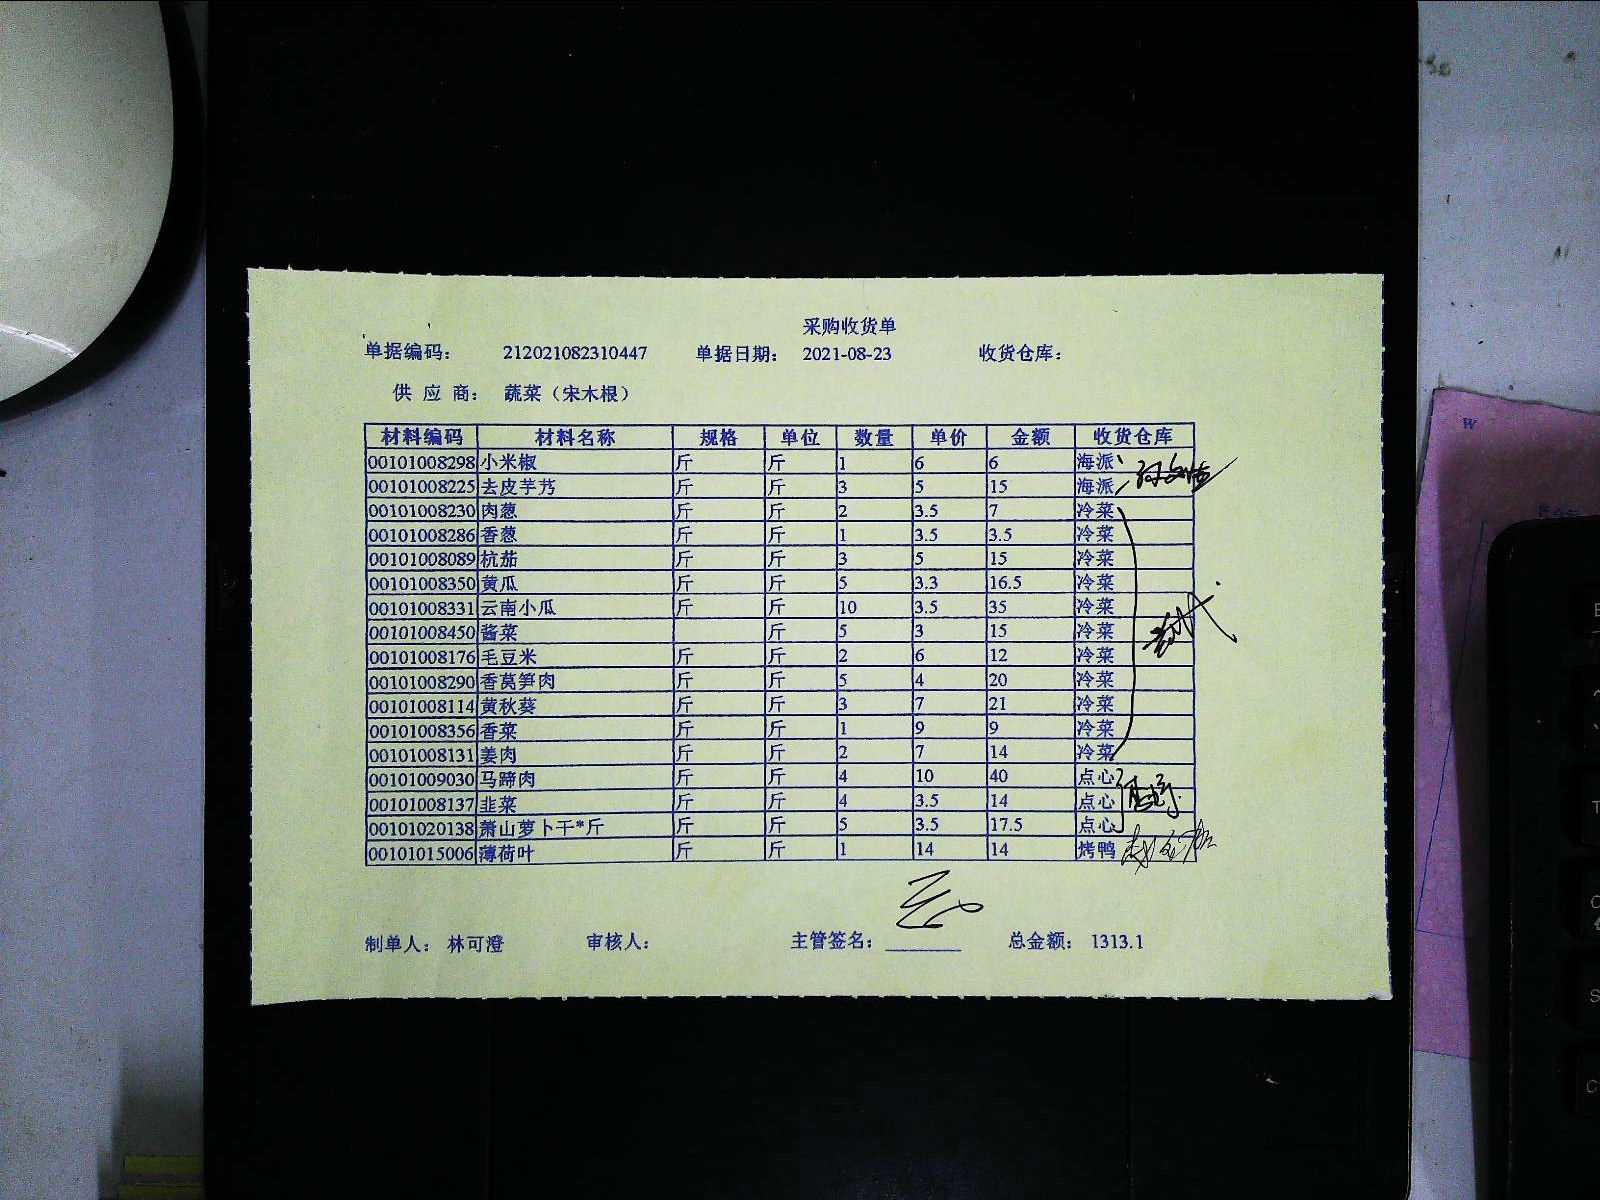 采购收货单
单据编码： 212021082310447 单据日期： 2021-08-23 收货仓库：
供 应 商： 蔬菜（宋木根）
材料编码 材料名称 规格 单位 数量 单价 金额 收货仓库
00101008298 小米椒 斤 斤 1 6 6 海派
00101008225 去皮芋艿 斤 斤 3 5 15 海派
00101008230 肉葱 斤 斤 2 3.5 7 冷菜
00101008286 香葱 斤 斤 1 3.5 3.5 冷菜
00101008089 杭茄 斤 斤 3 5 15 冷菜
00101008350 黄瓜 斤 斤 5 3.3 16.5 冷菜
00101008331 云南小瓜 斤 斤 10 3.5 35 冷菜
00101008450 酱菜 斤 5 3 15 冷菜
00101008176 毛豆米 斤 斤 2 6 12 冷菜
00101008290 香莴笋肉 斤 斤 5 4 20 冷菜
00101008114 黄秋葵 斤 斤 3 7 21 冷菜
00101008356 香菜 斤 斤 1 9 9 冷菜
00101008131 姜肉 斤 斤 2 7 14 冷菜
00101009030 马蹄肉 斤 斤 4 10 40 点心
00101008137 韭菜 斤 斤 4 3.5 14 点心
00101020138 萧山萝卜干*斤 斤 斤 5 3.5 17.5 点心
00101015006 薄荷叶 斤 斤 1 14 14 烤鸭
制单人： 林可澄 审核人： 主管签名： 总金额： 1313.1
W